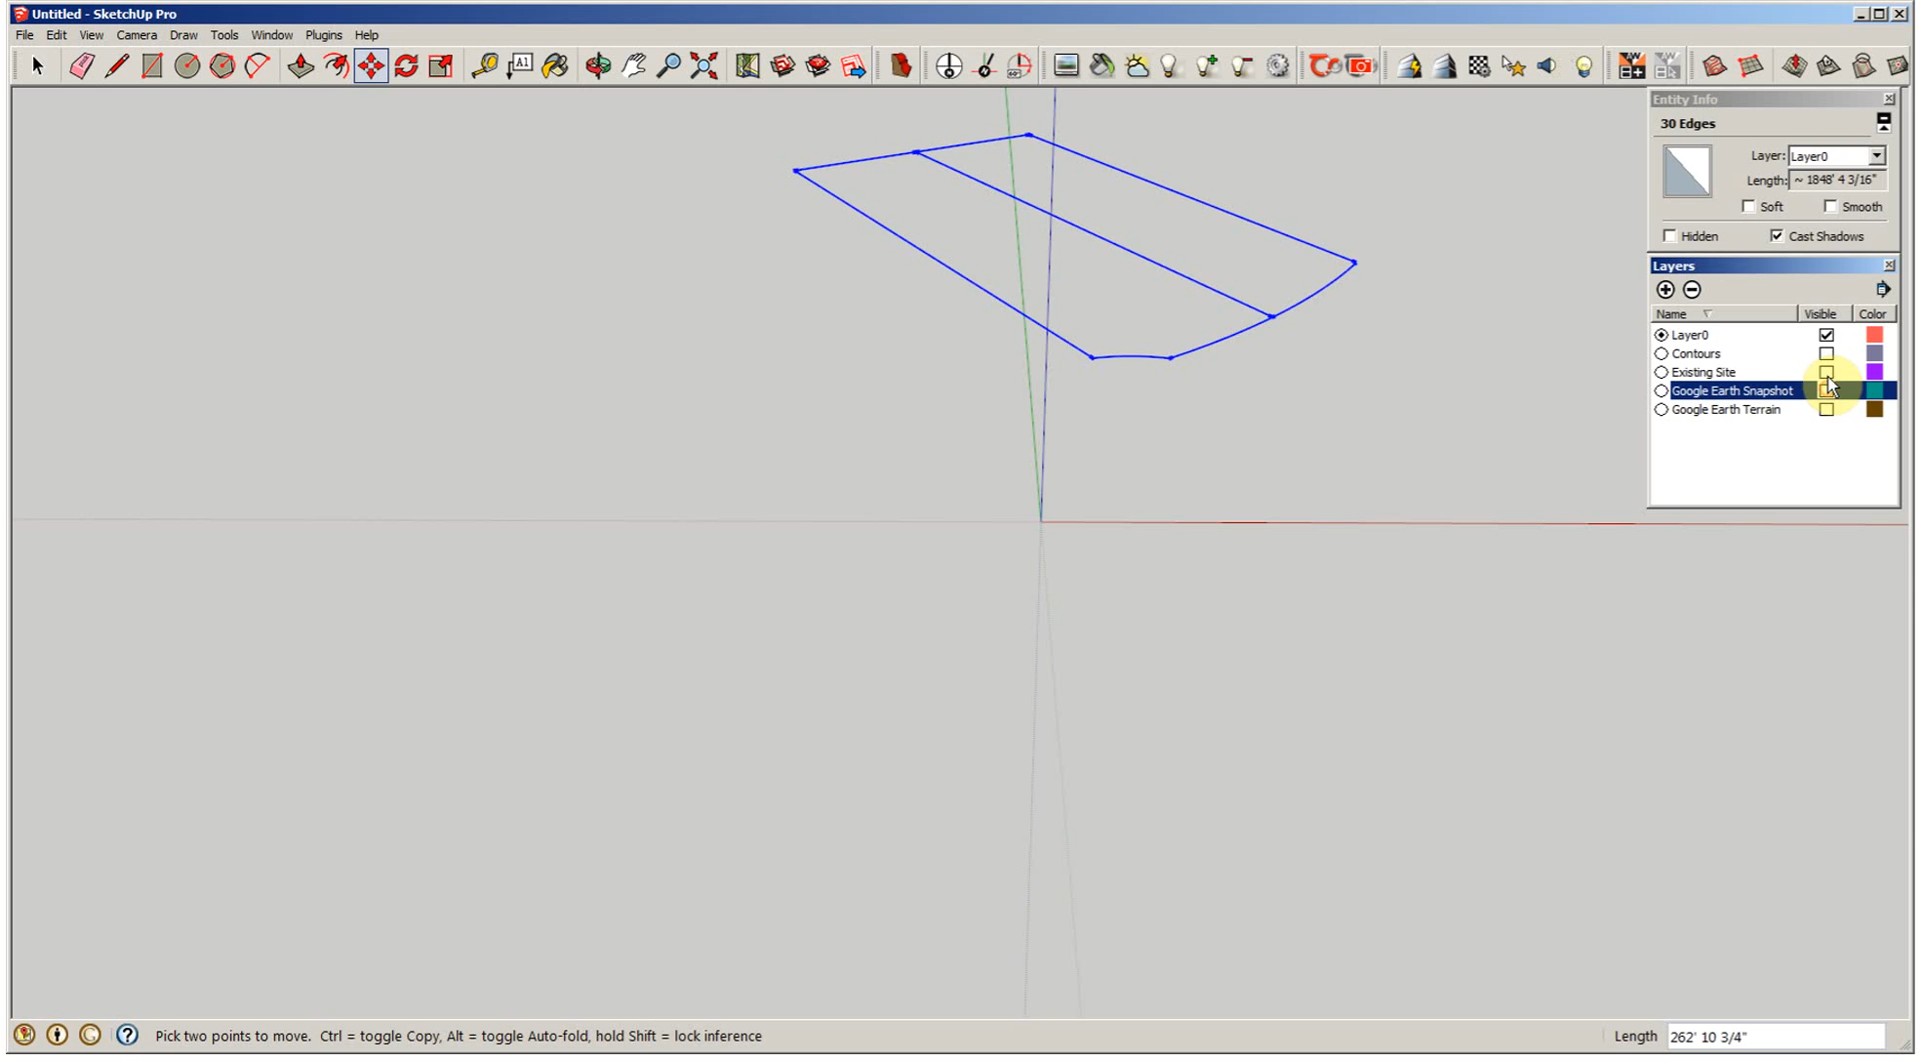 Untitled - SketchUp Pro
File Edit View Camera Draw Tools Window Plugins Help
A1
60°
Entity Info
30 Edges
Layer: Layer0
Length: ~ 1848' 4 3/16"
Soft Smooth
Hidden Cast Shadows
Layers
Name Visible Color
Layer0
Contours
Existing Site
Google Earth Snapshot
Google Earth Terrain
Pick two points to move. Ctrl = toggle Copy, Alt = toggle Auto-fold, hold Shift = lock inference
Length 262' 10 3/4"